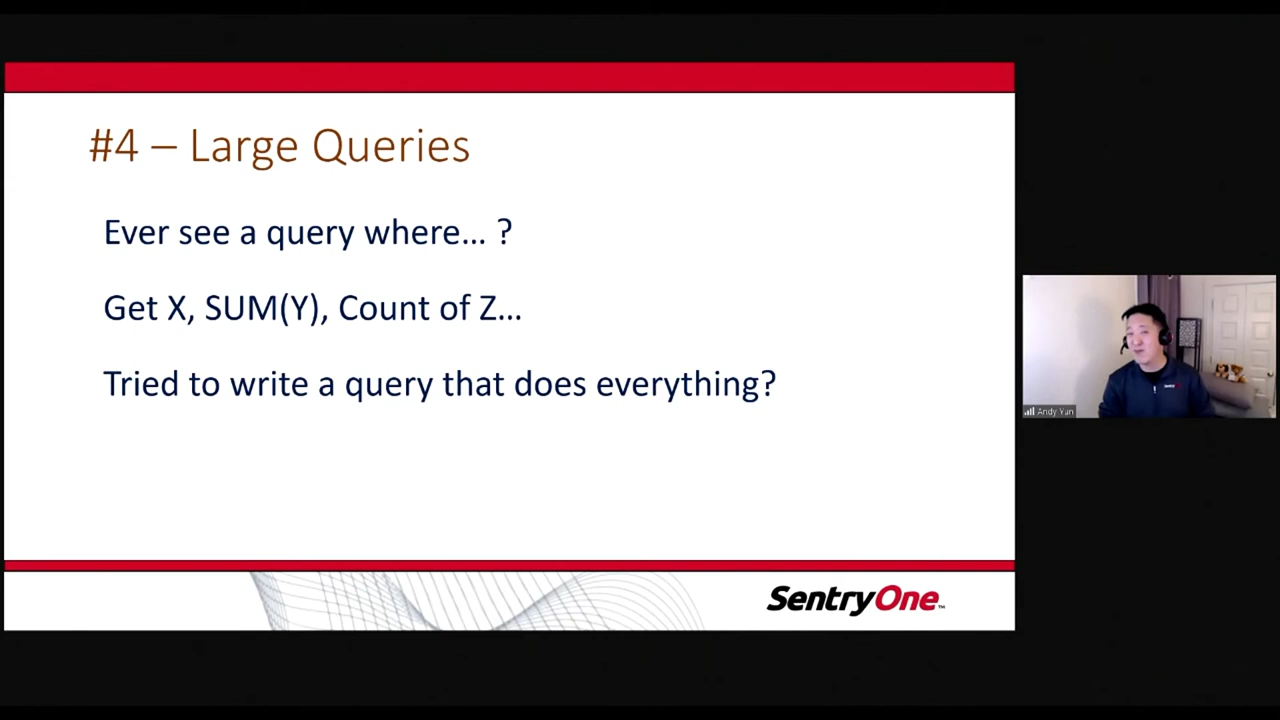 #4 – Large Queries
Ever see a query where... ?
Get X, SUM(Y), Count of Z...
Tried to write a query that does everything?
SentryOne™
SentryOne
Andy Yun